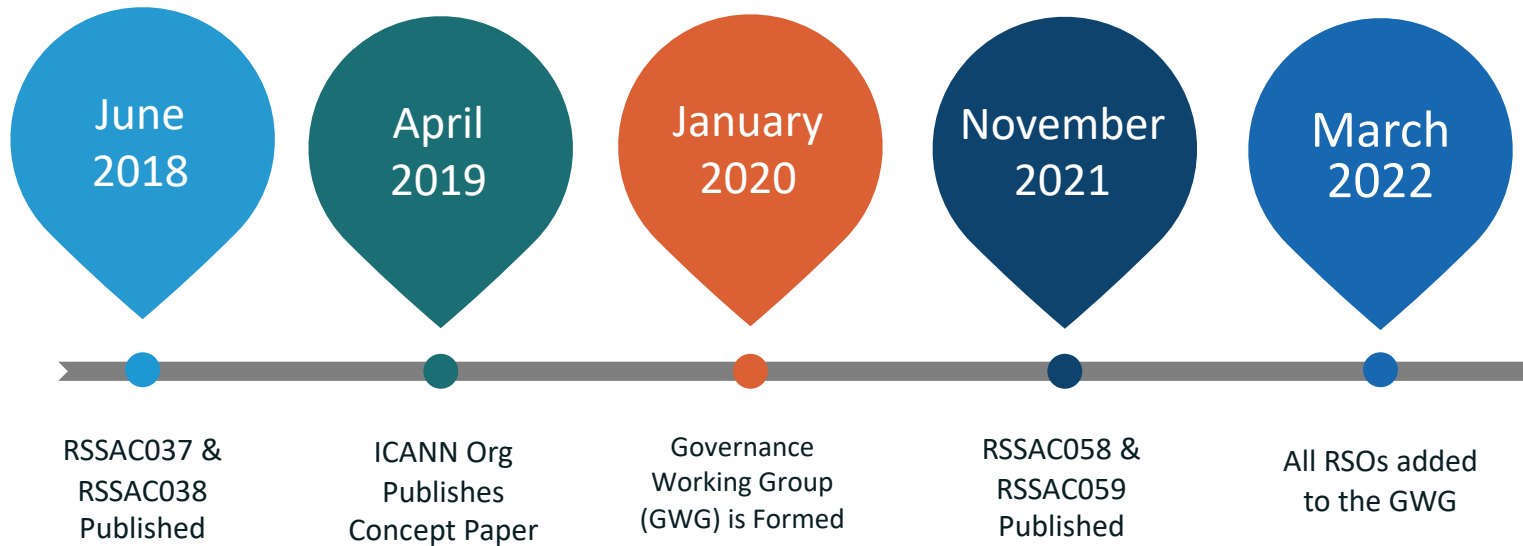 June
2018
April
2019
January
2020
November
2021
March
2022
RSSAC037 &
RSSAC038
Published
ICANN Org
Publishes
Concept Paper
Governance
Working Group
(GWG) is Formed
RSSAC058 &
RSSAC059
Published
All RSOs added
to the GWG